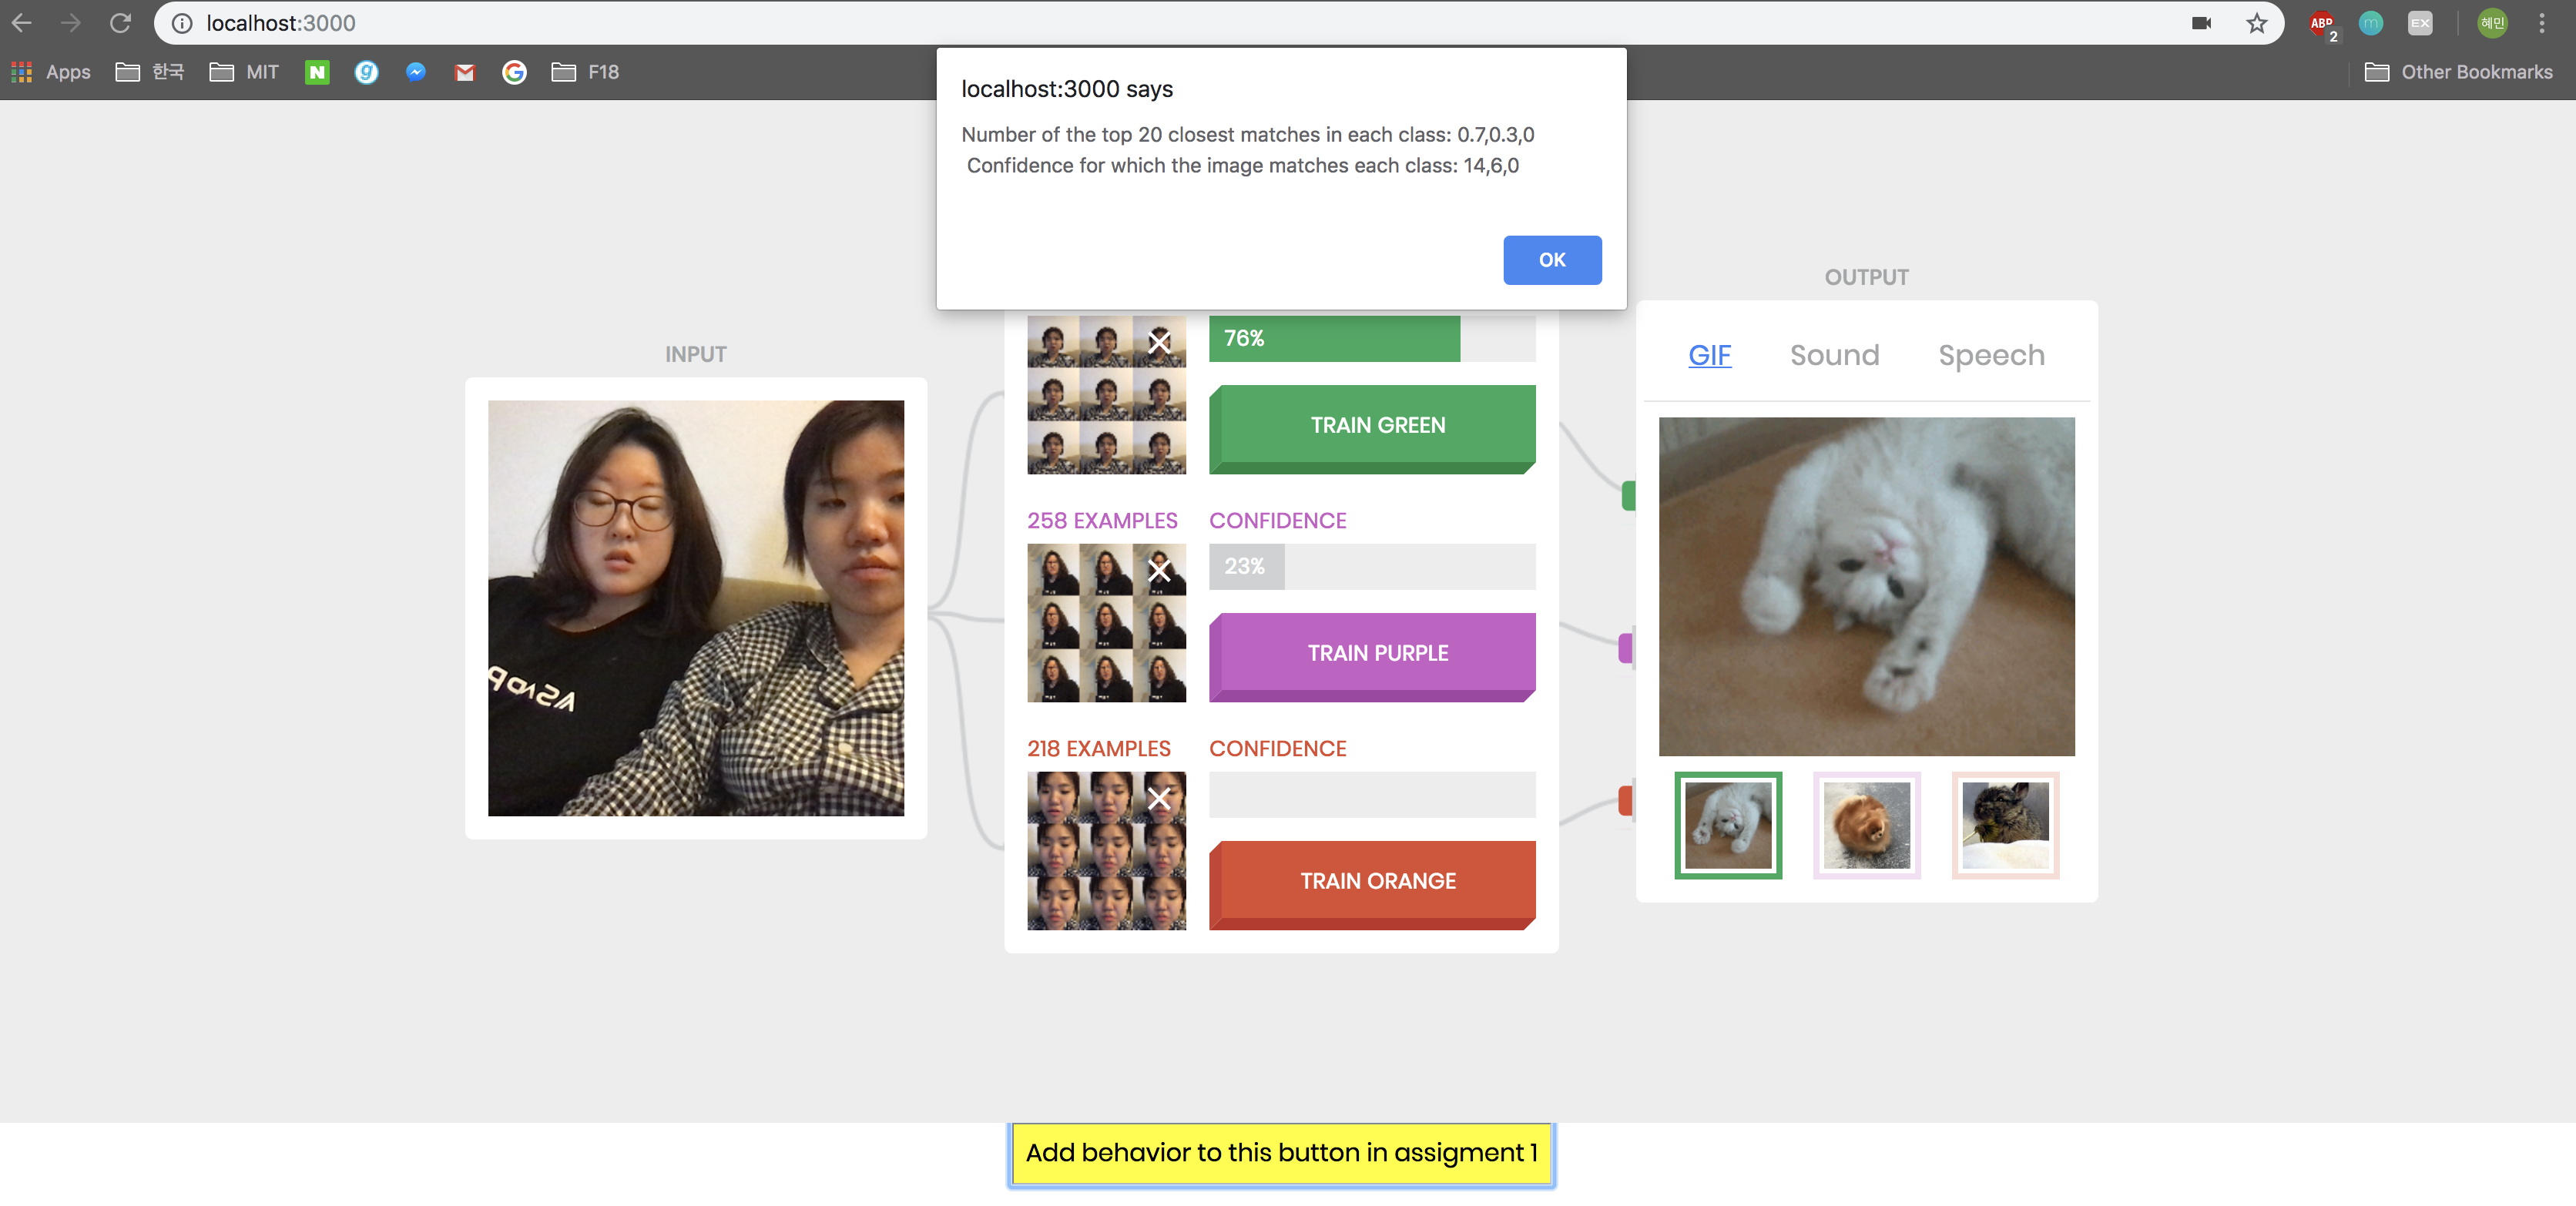 localhost:3000
ABP
2
m
EX
혜민
Apps
한국
MIT
N
g
G
F18
Other Bookmarks
localhost:3000 says
Number of the top 20 closest matches in each class: 0.7,0.3,0
Confidence for which the image matches each class: 14,6,0
OK
INPUT
ASAPP
76%
TRAIN GREEN
258 EXAMPLES
CONFIDENCE
23%
TRAIN PURPLE
218 EXAMPLES
CONFIDENCE
TRAIN ORANGE
OUTPUT
GIF
Sound
Speech
Add behavior to this button in assigment 1